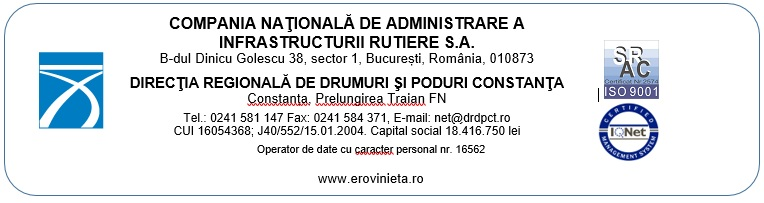 COMPANIA NAŢIONALĂ DE ADMINISTRARE A
INFRASTRUCTURII RUTIERE S.A.
B-dul Dinicu Golescu 38, sector 1, București, România, 010873
DIRECŢIA REGIONALĂ DE DRUMURI ŞI PODURI CONSTANŢA
Constanța, Prelungirea Traian FN
Tel.: 0241 581 147 Fax: 0241 584 371, E-mail: net@drdpct.ro
CUI 16054368; J40/552/15.01.2004. Capital social 18.416.750 lei
Operator de date cu caracter personal nr. 16562
www.erovinieta.ro
SR
AC
Certificat Nr 2574
ISO 9001
CERTIFIED
IQNet
MANAGEMENT SYSTEM